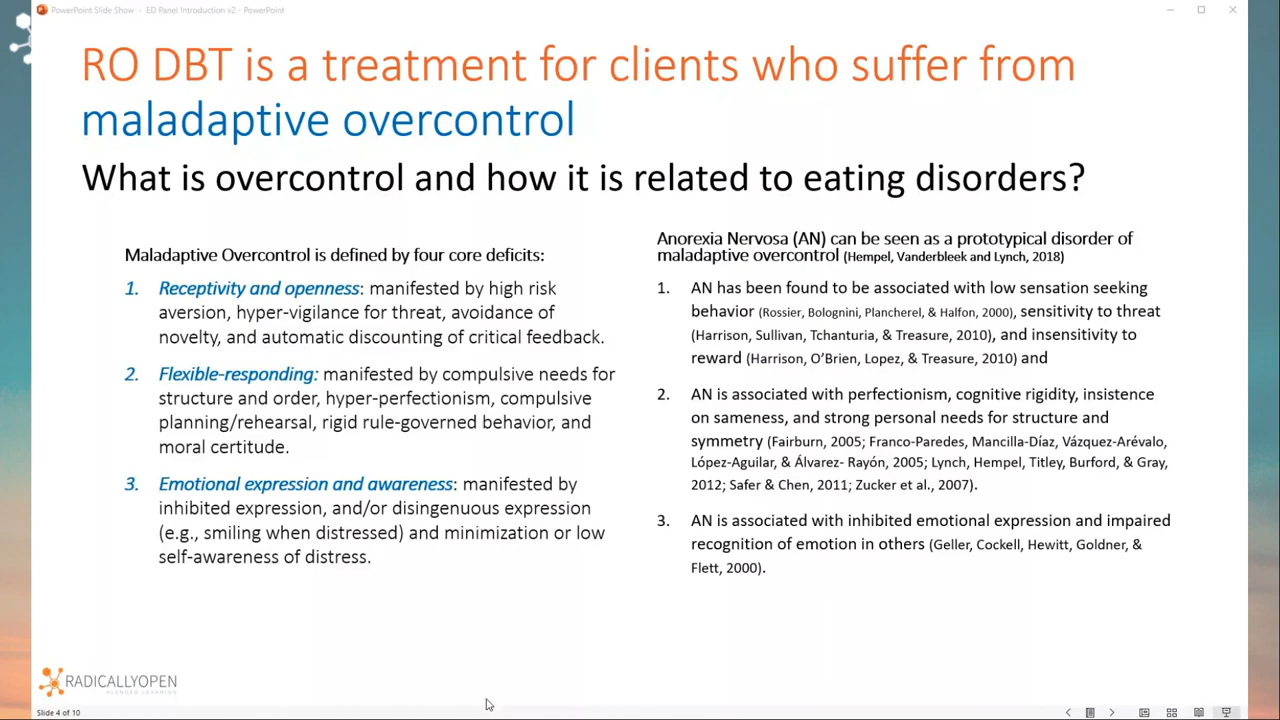 PowerPoint Slide Show - ED Panel Introduction v2 - PowerPoint
RO DBT is a treatment for clients who suffer from
maladaptive overcontrol
What is overcontrol and how it is related to eating disorders?
Maladaptive Overcontrol is defined by four core deficits:
1. Receptivity and openness: manifested by high risk
aversion, hyper-vigilance for threat, avoidance of
novelty, and automatic discounting of critical feedback.
2. Flexible-responding: manifested by compulsive needs for
structure and order, hyper-perfectionism, compulsive
planning/rehearsal, rigid rule-governed behavior, and
moral certitude.
3. Emotional expression and awareness: manifested by
inhibited expression, and/or disingenuous expression
(e.g., smiling when distressed) and minimization or low
self-awareness of distress.
Anorexia Nervosa (AN) can be seen as a prototypical disorder of
maladaptive overcontrol (Hempel, Vanderbleek and Lynch, 2018)
1. AN has been found to be associated with low sensation seeking
behavior (Rossier, Bolognini, Plancherel, & Halfon, 2000), sensitivity to threat
(Harrison, Sullivan, Tchanturia, & Treasure, 2010), and insensitivity to
reward (Harrison, O'Brien, Lopez, & Treasure, 2010) and
2. AN is associated with perfectionism, cognitive rigidity, insistence
on sameness, and strong personal needs for structure and
symmetry (Fairburn, 2005; Franco-Paredes, Mancilla-Díaz, Vázquez-Arévalo,
López-Aguilar, & Álvarez- Rayón, 2005; Lynch, Hempel, Titley, Burford, & Gray,
2012; Safer & Chen, 2011; Zucker et al., 2007).
3. AN is associated with inhibited emotional expression and impaired
recognition of emotion in others (Geller, Cockell, Hewitt, Goldner, &
Flett, 2000).
RADICALLYOPEN
BLENDED LEARNING
Slide 4 of 10